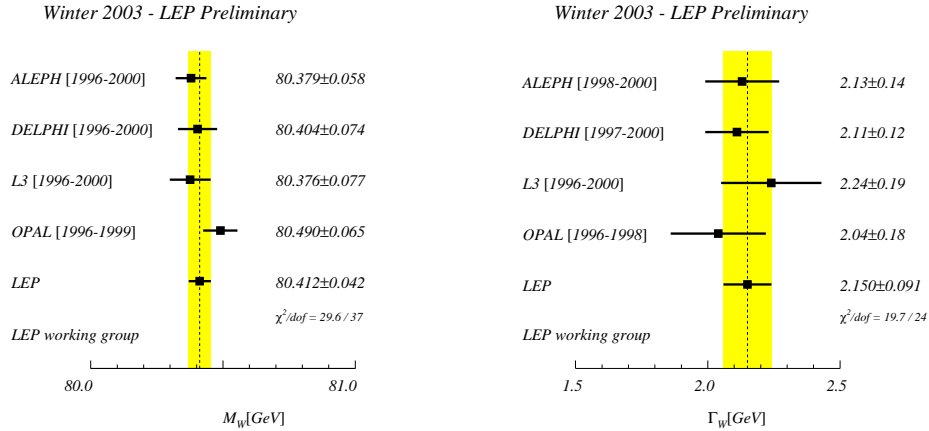 Winter 2003 - LEP Preliminary
ALEPH [1996-2000] 80.379±0.058
DELPHI [1996-2000] 80.404±0.074
L3 [1996-2000] 80.376±0.077
OPAL [1996-1999] 80.490±0.065
LEP 80.412±0.042
χ²/dof = 29.6 / 37
LEP working group
80.0 81.0
M_W[GeV]
Winter 2003 - LEP Preliminary
ALEPH [1998-2000] 2.13±0.14
DELPHI [1997-2000] 2.11±0.12
L3 [1996-2000] 2.24±0.19
OPAL [1996-1998] 2.04±0.18
LEP 2.150±0.091
χ²/dof = 19.7 / 24
LEP working group
1.5 2.0 2.5
Γ_W[GeV]